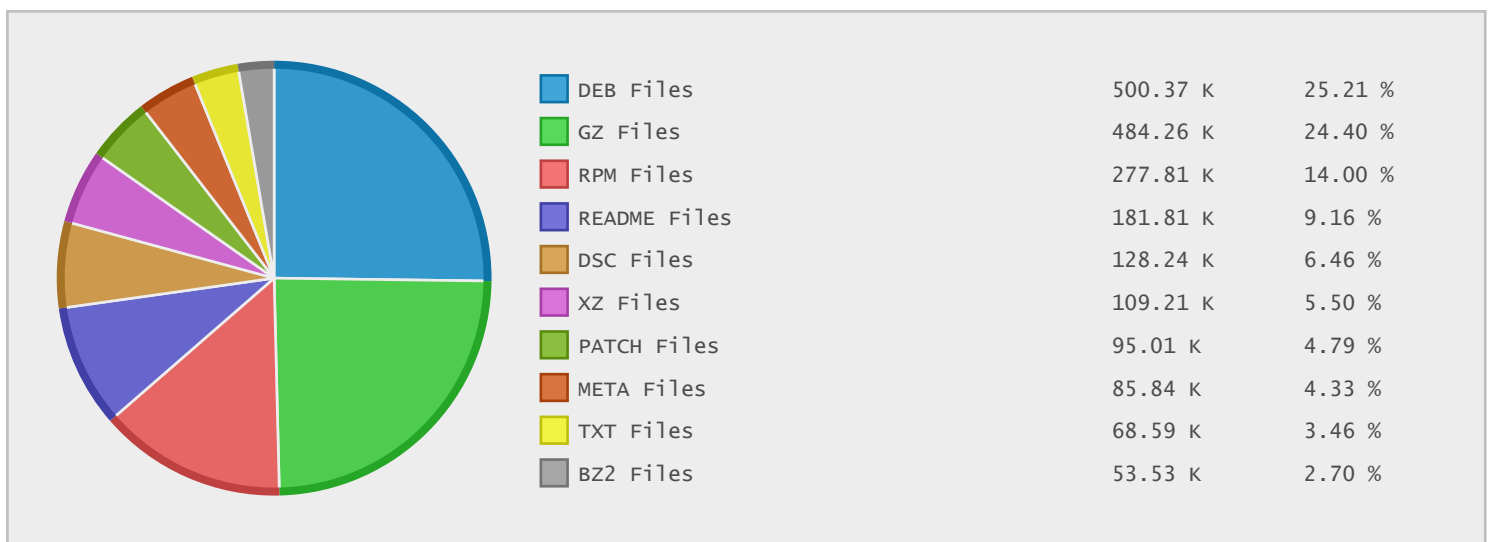 DEB Files 500.37 K 25.21 %
GZ Files 484.26 K 24.40 %
RPM Files 277.81 K 14.00 %
README Files 181.81 K 9.16 %
DSC Files 128.24 K 6.46 %
XZ Files 109.21 K 5.50 %
PATCH Files 95.01 K 4.79 %
META Files 85.84 K 4.33 %
TXT Files 68.59 K 3.46 %
BZ2 Files 53.53 K 2.70 %